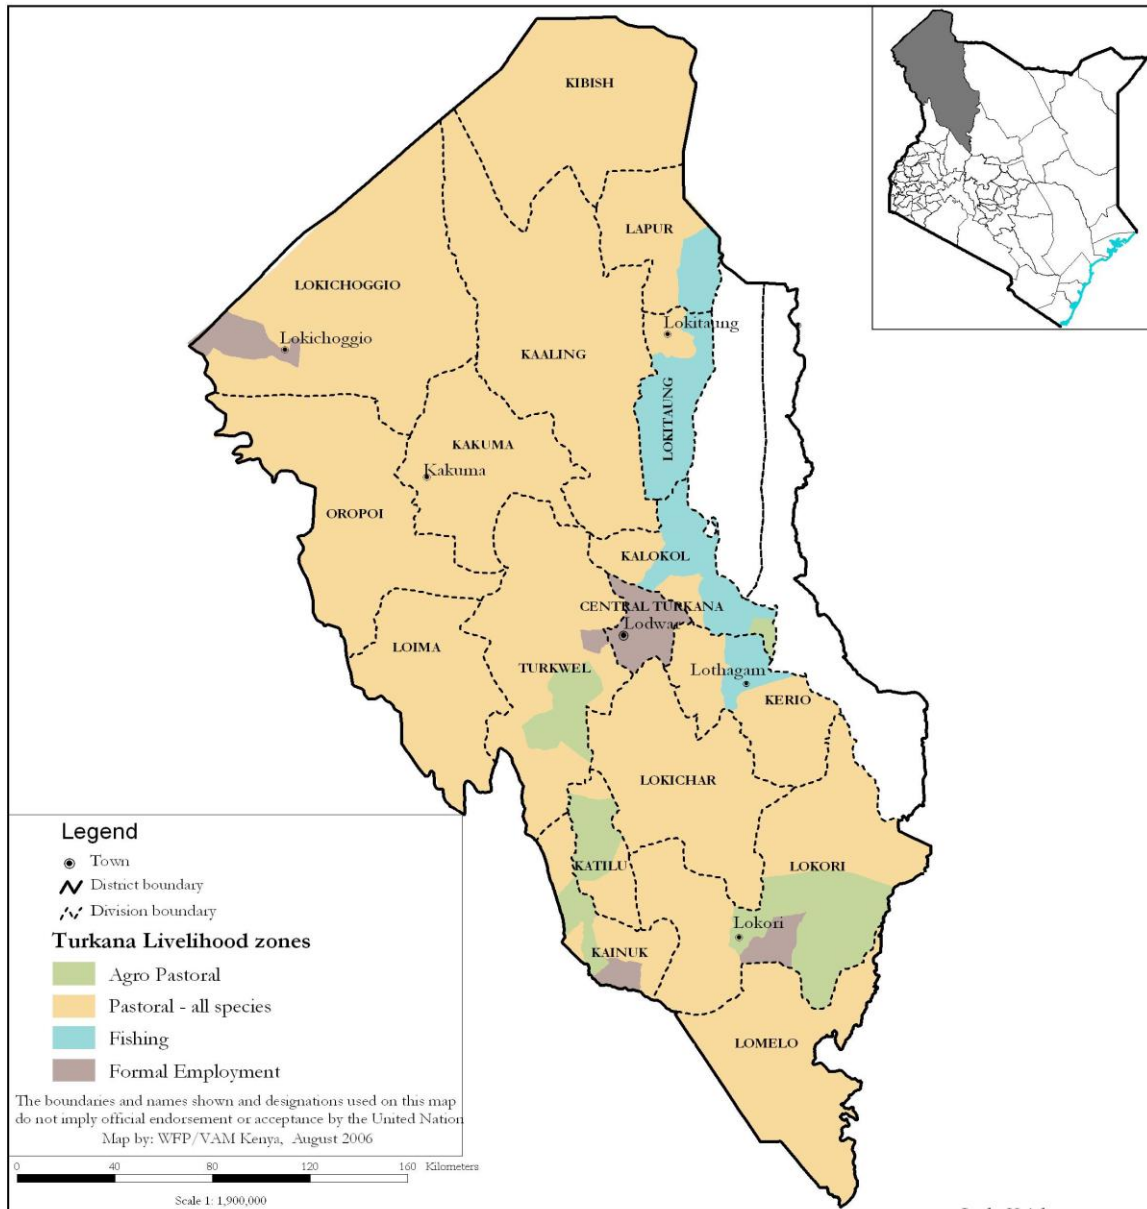 KIBISH
LAPUR
LOKICHOGGIO
Lokichoggio
Lokitaung
KAALING
LOKITAUNG
KAKUMA
Kakuma
OROPOI
KALOKOL
CENTRAL TURKANA
Lodwar
LOIMA
TURKWEL
Lothagam
KERIO
LOKICHAR
KATILU
LOKORI
Lokori
KAINUK
LOMELO
Legend
Town
District boundary
Division boundary
Turkana Livelihood zones
Agro Pastoral
Pastoral - all species
Fishing
Formal Employment
The boundaries and names shown and designations used on this map
do not imply official endorsement or acceptance by the United Nation
Map by: WFP/VAM Kenya, August 2006
0 40 80 120 160 Kilometers
Scale 1: 1,900,000